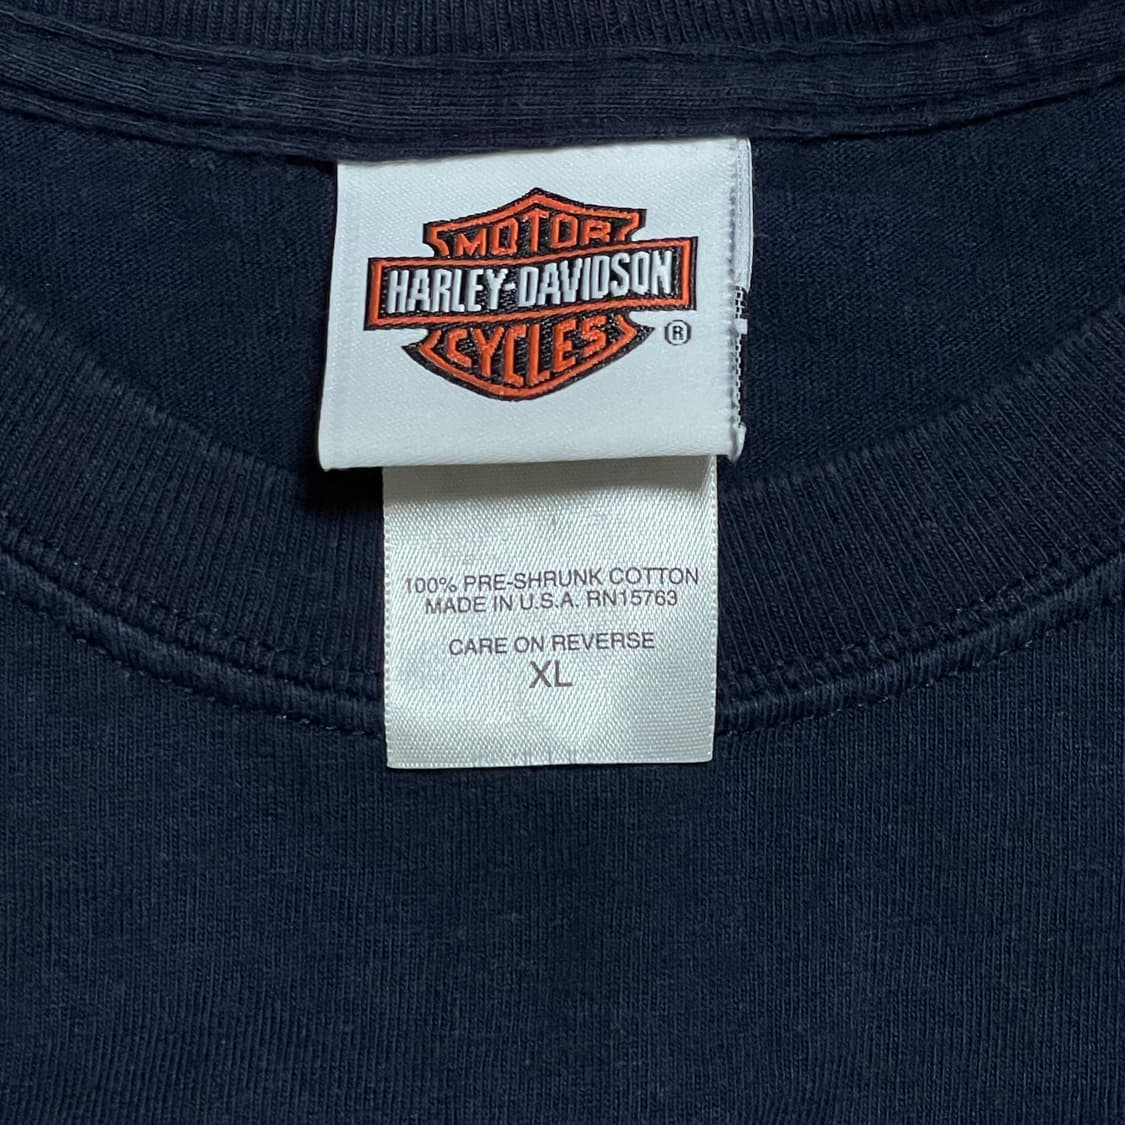 MOTOR
HARLEY-DAVIDSON
CYCLES ®
100% PRE-SHRUNK COTTON
MADE IN U.S.A. RN15763
CARE ON REVERSE
XL